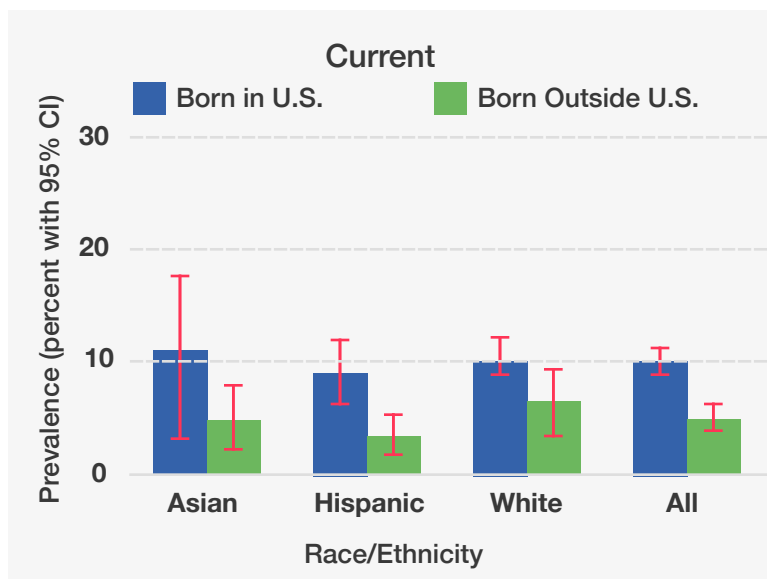 Current
Born in U.S.
Born Outside U.S.
Prevalence (percent with 95% CI)
30
20
10
0
Asian
Hispanic
White
All
Race/Ethnicity